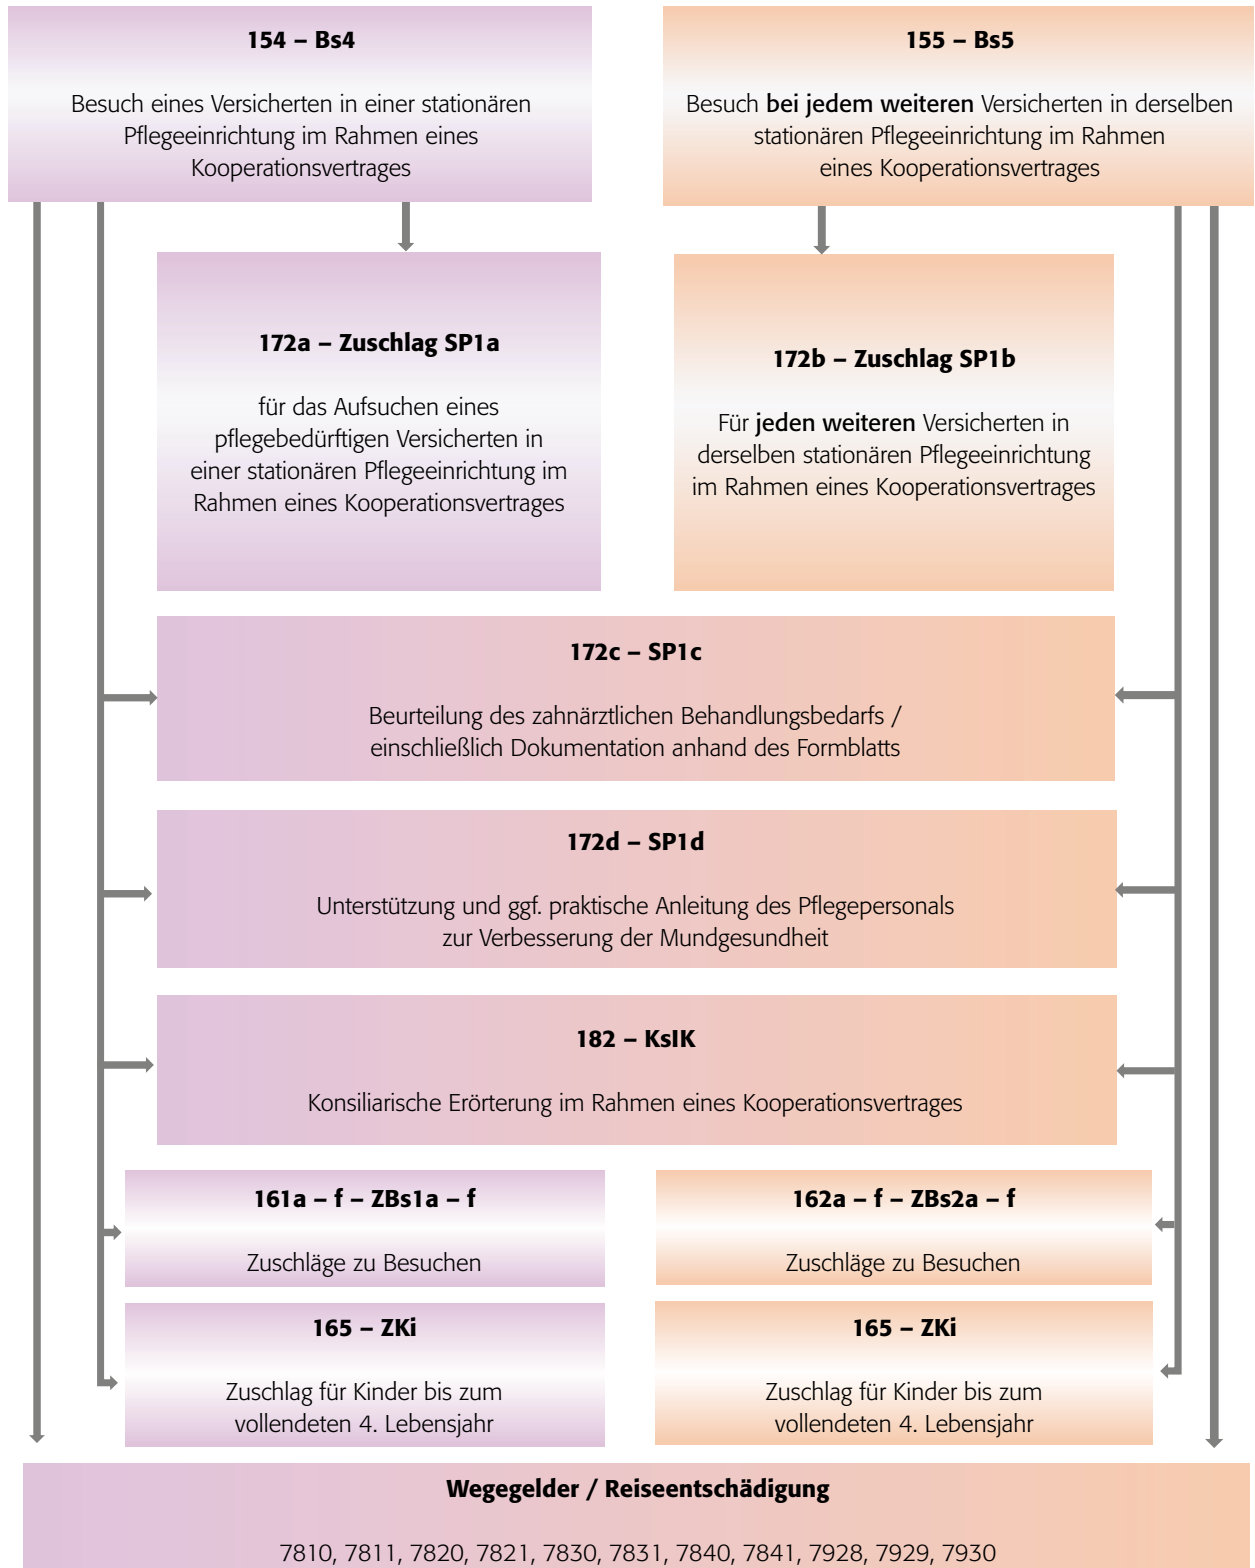 154 – Bs4
Besuch eines Versicherten in einer stationären
Pflegeeinrichtung im Rahmen eines
Kooperationsvertrages
155 – Bs5
Besuch bei jedem weiteren Versicherten in derselben
stationären Pflegeeinrichtung im Rahmen
eines Kooperationsvertrages
172a – Zuschlag SP1a
für das Aufsuchen eines
pflegebedürftigen Versicherten in
einer stationären Pflegeeinrichtung im
Rahmen eines Kooperationsvertrages
172b – Zuschlag SP1b
Für jeden weiteren Versicherten in
derselben stationären Pflegeeinrichtung
im Rahmen eines Kooperationsvertrages
172c – SP1c
Beurteilung des zahnärztlichen Behandlungsbedarfs /
einschließlich Dokumentation anhand des Formblatts
172d – SP1d
Unterstützung und ggf. praktische Anleitung des Pflegepersonals
zur Verbesserung der Mundgesundheit
182 – KslK
Konsiliarische Erörterung im Rahmen eines Kooperationsvertrages
161a – f – ZBs1a – f
Zuschläge zu Besuchen
162a – f – ZBs2a – f
Zuschläge zu Besuchen
165 – ZKi
Zuschlag für Kinder bis zum
vollendeten 4. Lebensjahr
165 – ZKi
Zuschlag für Kinder bis zum
vollendeten 4. Lebensjahr
Wegegelder / Reiseentschädigung
7810, 7811, 7820, 7821, 7830, 7831, 7840, 7841, 7928, 7929, 7930